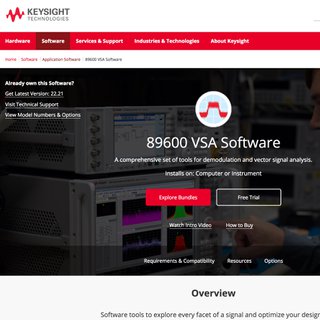 KEYSIGHT
TECHNOLOGIES
Hardware Software Services & Support Industries & Technologies About Keysight
Home Software Application Software 89600 VSA Software
Already own this Software?
Get Latest Version: 22.21
Visit Technical Support
View Model Numbers & Options
89600 VSA Software
A comprehensive set of tools for demodulation and vector signal analysis.
Installs on: Computer or Instrument
Explore Bundles Free Trial
Watch Intro Video How to Buy
Requirements & Compatibility Resources Options
Overview
Software tools to explore every facet of a signal and optimize your design